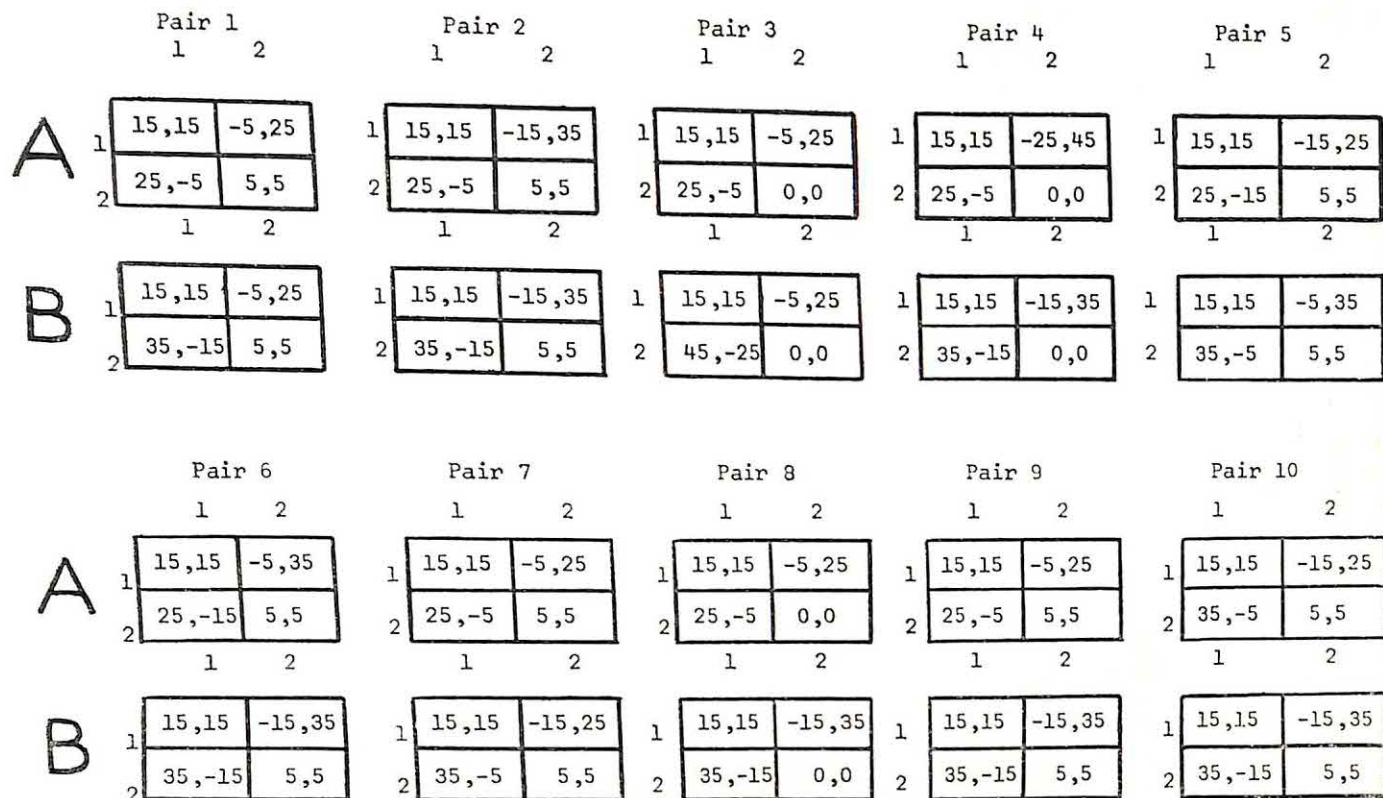 Pair 1 Pair 2 Pair 3 Pair 4 Pair 5
1 2 1 2 1 2 1 2 1 2
A 1 15,15 -5,25 1 15,15 -15,35 1 15,15 -5,25 1 15,15 -25,45 1 15,15 -15,25
2 25,-5 5,5 2 25,-5 5,5 2 25,-5 0,0 2 25,-5 0,0 2 25,-15 5,5
1 2 1 2 1 2 1 2 1 2
B 1 15,15 -5,25 1 15,15 -15,35 1 15,15 -5,25 1 15,15 -15,35 1 15,15 -5,35
2 35,-15 5,5 2 35,-15 5,5 2 45,-25 0,0 2 35,-15 0,0 2 35,-5 5,5
Pair 6 Pair 7 Pair 8 Pair 9 Pair 10
1 2 1 2 1 2 1 2 1 2
A 1 15,15 -5,35 1 15,15 -5,25 1 15,15 -5,25 1 15,15 -5,25 1 15,15 -15,25
2 25,-15 5,5 2 25,-5 5,5 2 25,-5 0,0 2 25,-5 5,5 2 35,-5 5,5
1 2 1 2 1 2 1 2 1 2
B 1 15,15 -15,35 1 15,15 -15,25 1 15,15 -15,35 1 15,15 -15,35 1 15,15 -15,35
2 35,-15 5,5 2 35,-5 5,5 2 35,-15 0,0 2 35,-15 5,5 2 35,-15 5,5